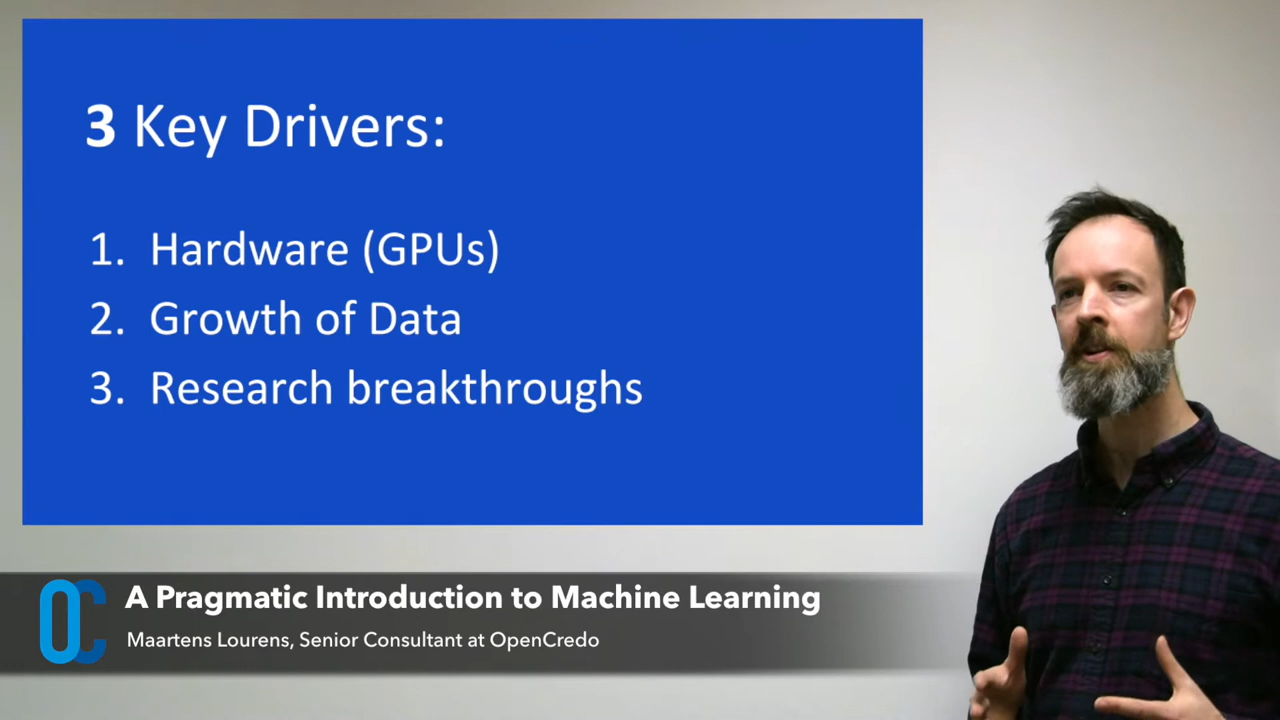 3 Key Drivers:
1. Hardware (GPUs)
2. Growth of Data
3. Research breakthroughs
OC
A Pragmatic Introduction to Machine Learning
Maartens Lourens, Senior Consultant at OpenCredo